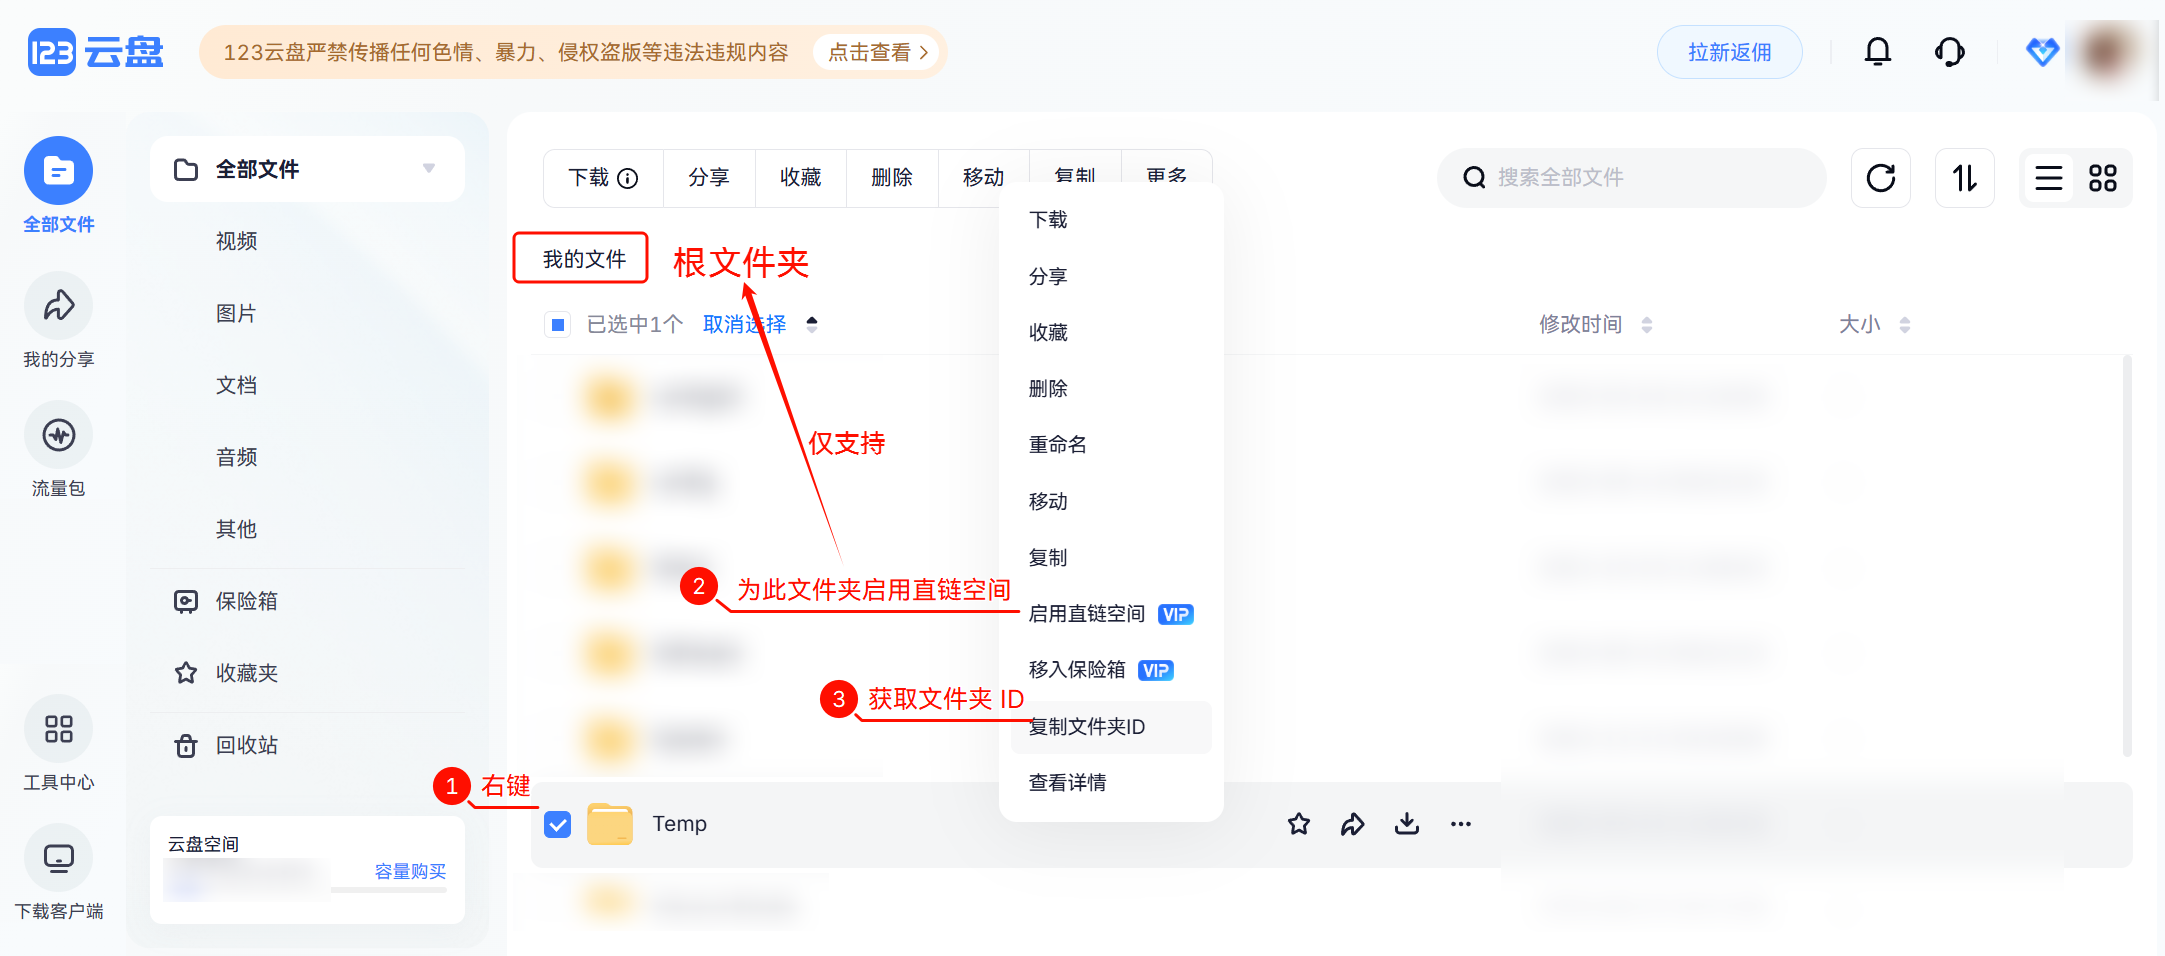 123云盘
123云盘严禁传播任何色情、暴力、侵权盗版等违法违规内容 点击查看
拉新返佣
全部文件
我的分享
流量包
工具中心
下载客户端
全部文件
视频
图片
文档
音频
其他
保险箱
收藏夹
回收站
云盘空间
容量购买
下载 分享 收藏 删除 移动 复制 更多
搜索全部文件
我的文件 根文件夹
已选中1个 取消选择 修改时间 大小
仅支持
下载
分享
收藏
删除
重命名
移动
复制
2 为此文件夹启用直链空间
启用直链空间 VIP
移入保险箱 VIP
3 获取文件夹 ID
复制文件夹ID
查看详情
1 右键
Temp